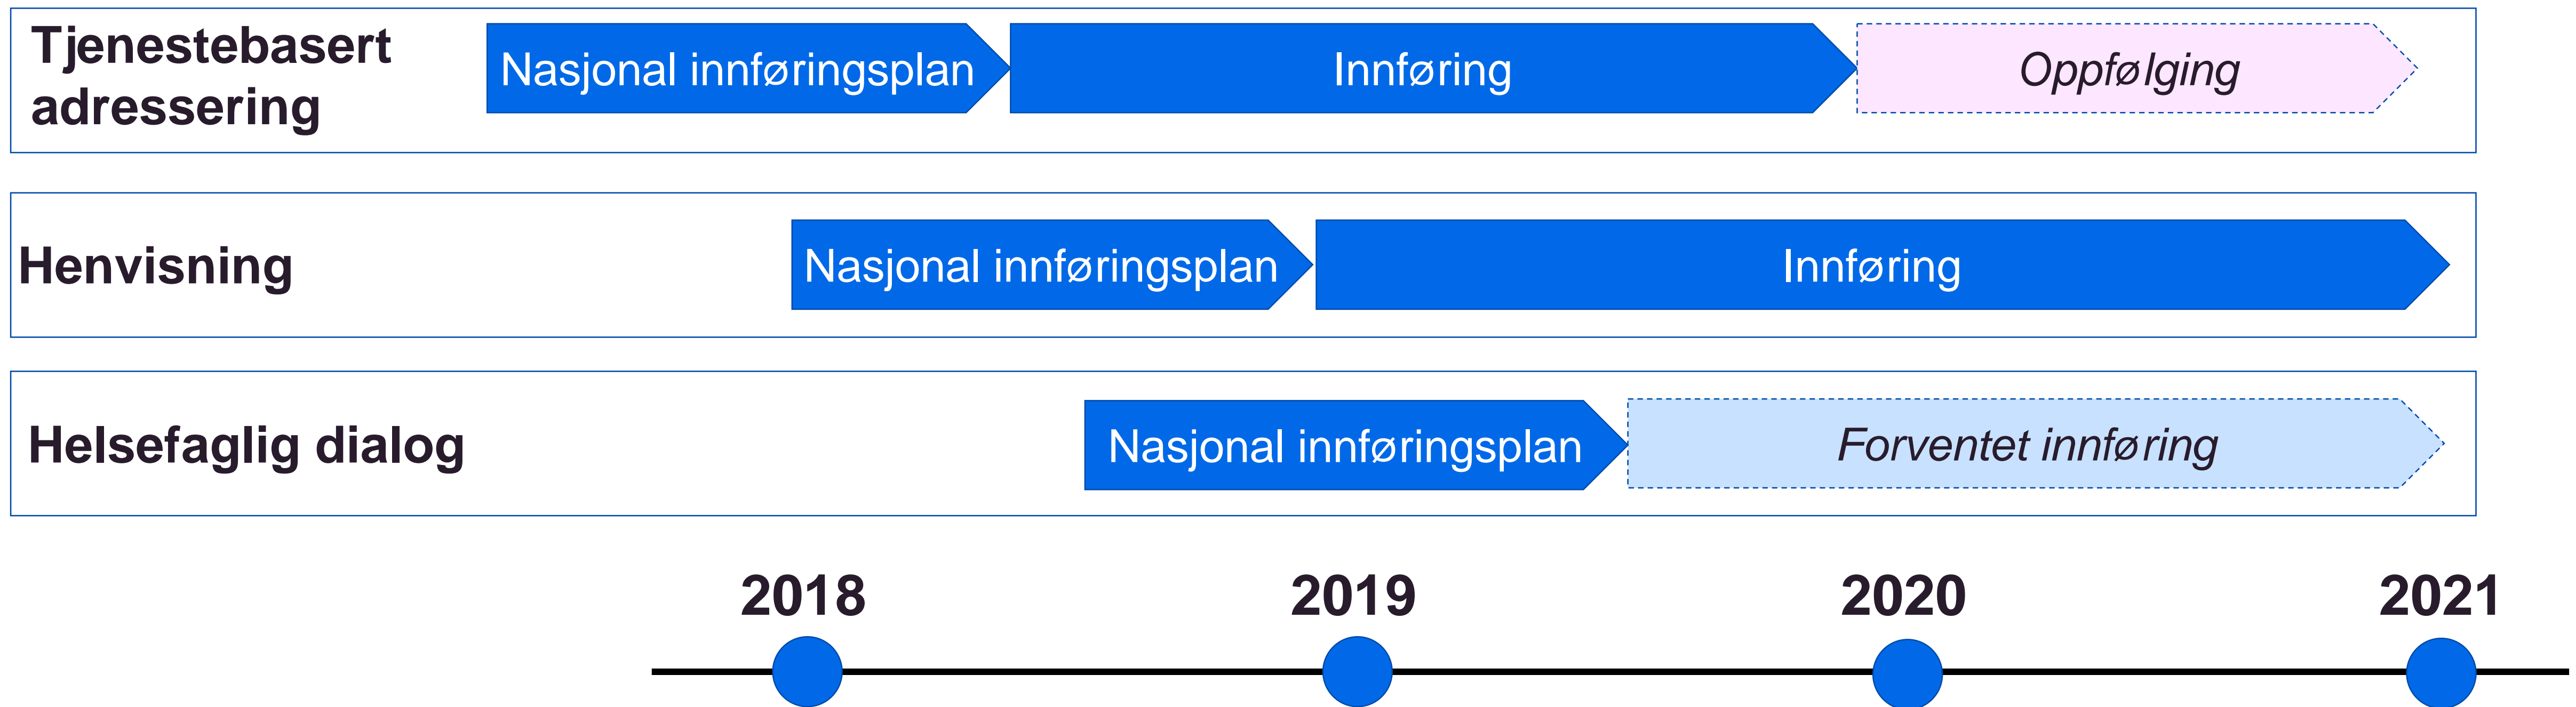 Tjenestebasert
adressering
Nasjonal innføringsplan
Innføring
Oppfølging
Henvisning
Nasjonal innføringsplan
Innføring
Helsefaglig dialog
Nasjonal innføringsplan
Forventet innføring
2018
2019
2020
2021